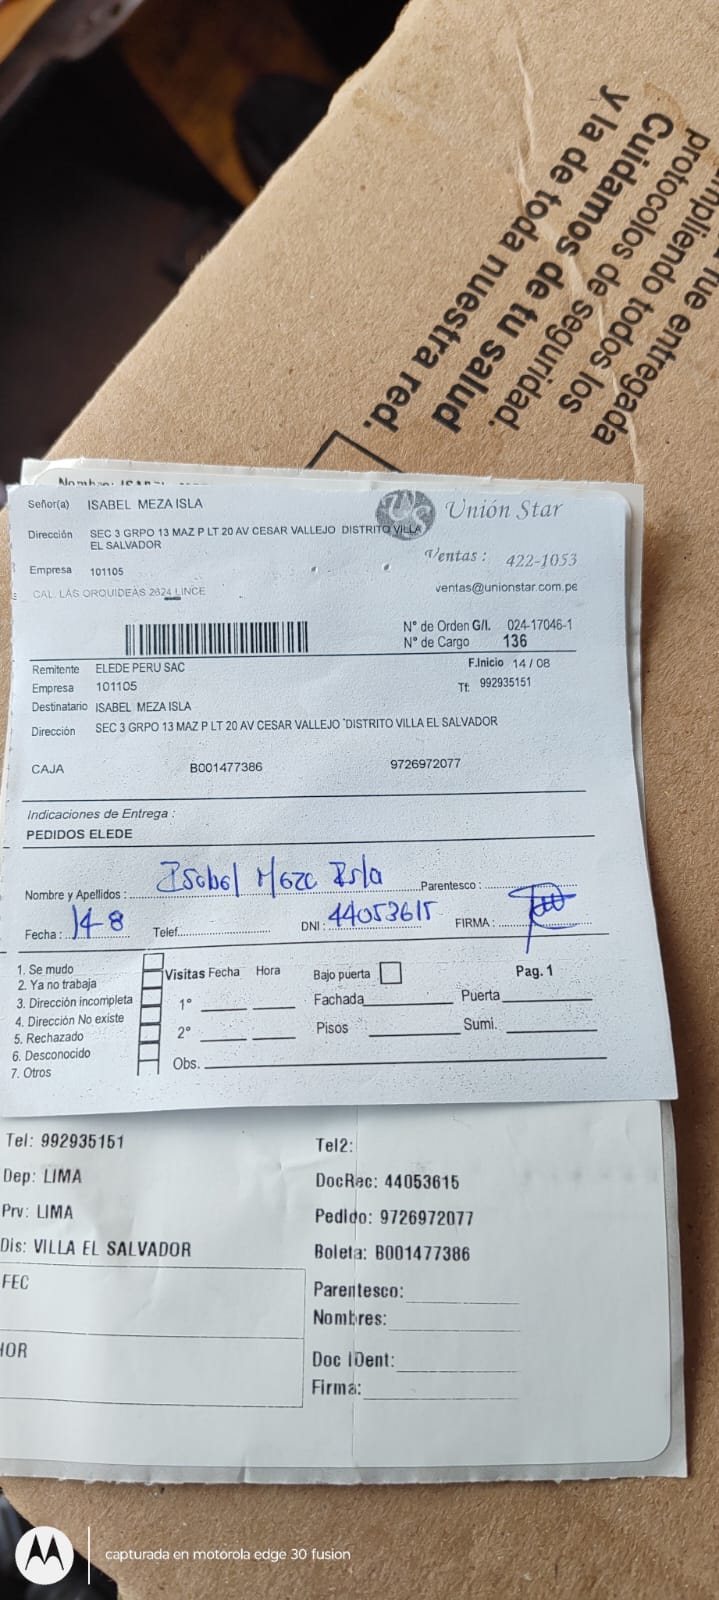 fue entregada
mpliendo todos los
protocolos de seguridad.
Cuidamos de tu salud
y la de toda nuestra red.
Señor(a) ISABEL MEZA ISLA
Unión Star
Dirección SEC 3 GRPO 13 MAZ P LT 20 AV CESAR VALLEJO DISTRITO VILLA
EL SALVADOR
Ventas : 422-1053
Empresa 101105
ventas@unionstar.com.pe
CAL. LAS ORQUIDEAS 2624 LINCE
N° de Orden G/I. 024-17046-1
N° de Cargo 136
Remitente ELEDE PERU SAC
F.Inicio 14 / 08
Empresa 101105
Tf: 992935151
Destinatario ISABEL MEZA ISLA
Dirección SEC 3 GRPO 13 MAZ P LT 20 AV CESAR VALLEJO DISTRITO VILLA EL SALVADOR
CAJA B001477386 9726972077
Indicaciones de Entrega :
PEDIDOS ELEDE
Nombre y Apellidos : Isabel Meza Isla Parentesco :
Fecha : 14-8 Telef. DNI : 44053615 FIRMA :
1. Se mudo
2. Ya no trabaja
3. Dirección incompleta
4. Dirección No existe
5. Rechazado
6. Desconocido
7. Otros
Visitas Fecha Hora Bajo puerta Pag. 1
1° Fachada Puerta
2° Pisos Sumi.
Obs.
Tel: 992935151 Tel2:
Dep: LIMA DocRec: 44053615
Prv: LIMA Pedido: 9726972077
Dis: VILLA EL SALVADOR Boleta: B001477386
FEC Parentesco:
Nombres:
HOR Doc IDent:
Firma:
capturada en motorola edge 30 fusion